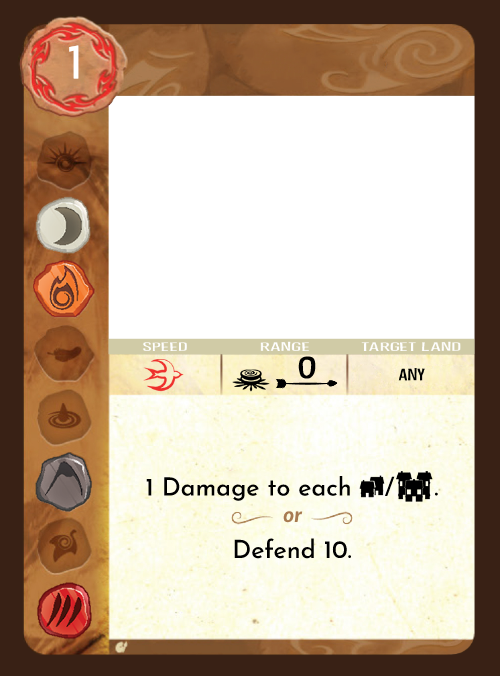 1
SPEED RANGE TARGET LAND
0 ANY
1 Damage to each / .
or
Defend 10.